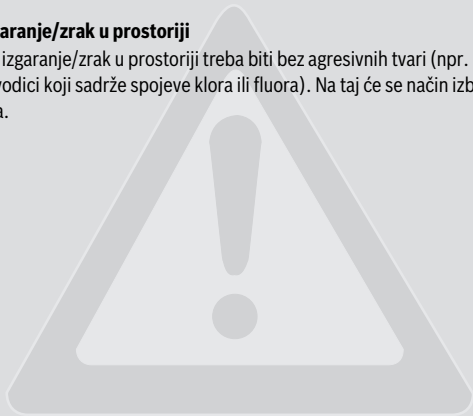 garanje/zrak u prostoriji
izgaranje/zrak u prostoriji treba biti bez agresivnih tvari (npr.
vodici koji sadrže spojeve klora ili fluora). Na taj će se način izb
a.